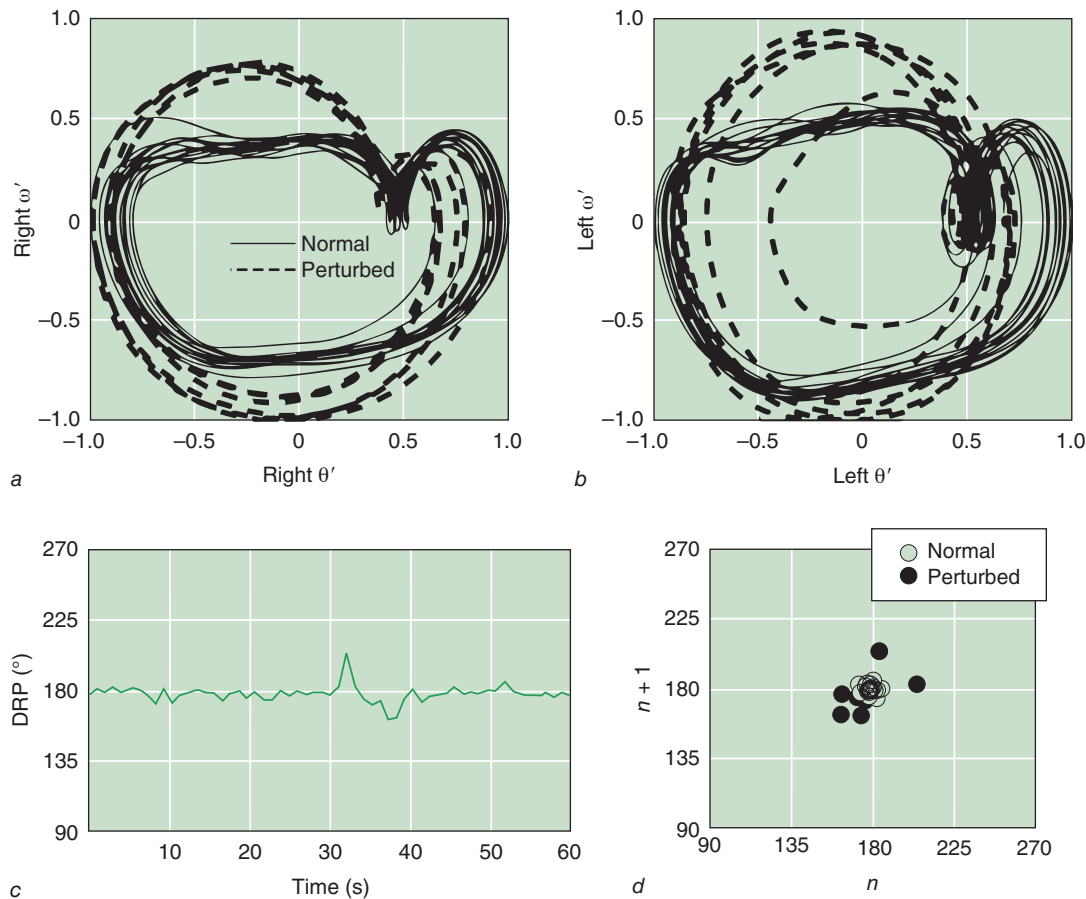 1.0
0.5
0
−0.5
−1.0
Right ω′
Normal
Perturbed
−1.0 −0.5 0 0.5 1.0
Right θ′
a
1.0
0.5
0
−0.5
−1.0
Left ω′
−1.0 −0.5 0 0.5 1.0
Left θ′
b
270
225
180
135
90
DRP (°)
10 20 30 40 50 60
Time (s)
c
Normal
Perturbed
270
225
180
135
90
n + 1
90 135 180 225 270
n
d